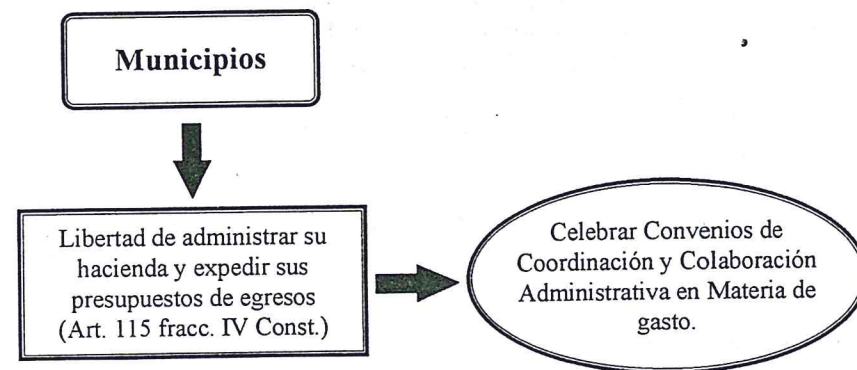 Municipios
Libertad de administrar su
hacienda y expedir sus
presupuestos de egresos
(Art. 115 fracc. IV Const.)
Celebrar Convenios de
Coordinación y Colaboración
Administrativa en Materia de
gasto.